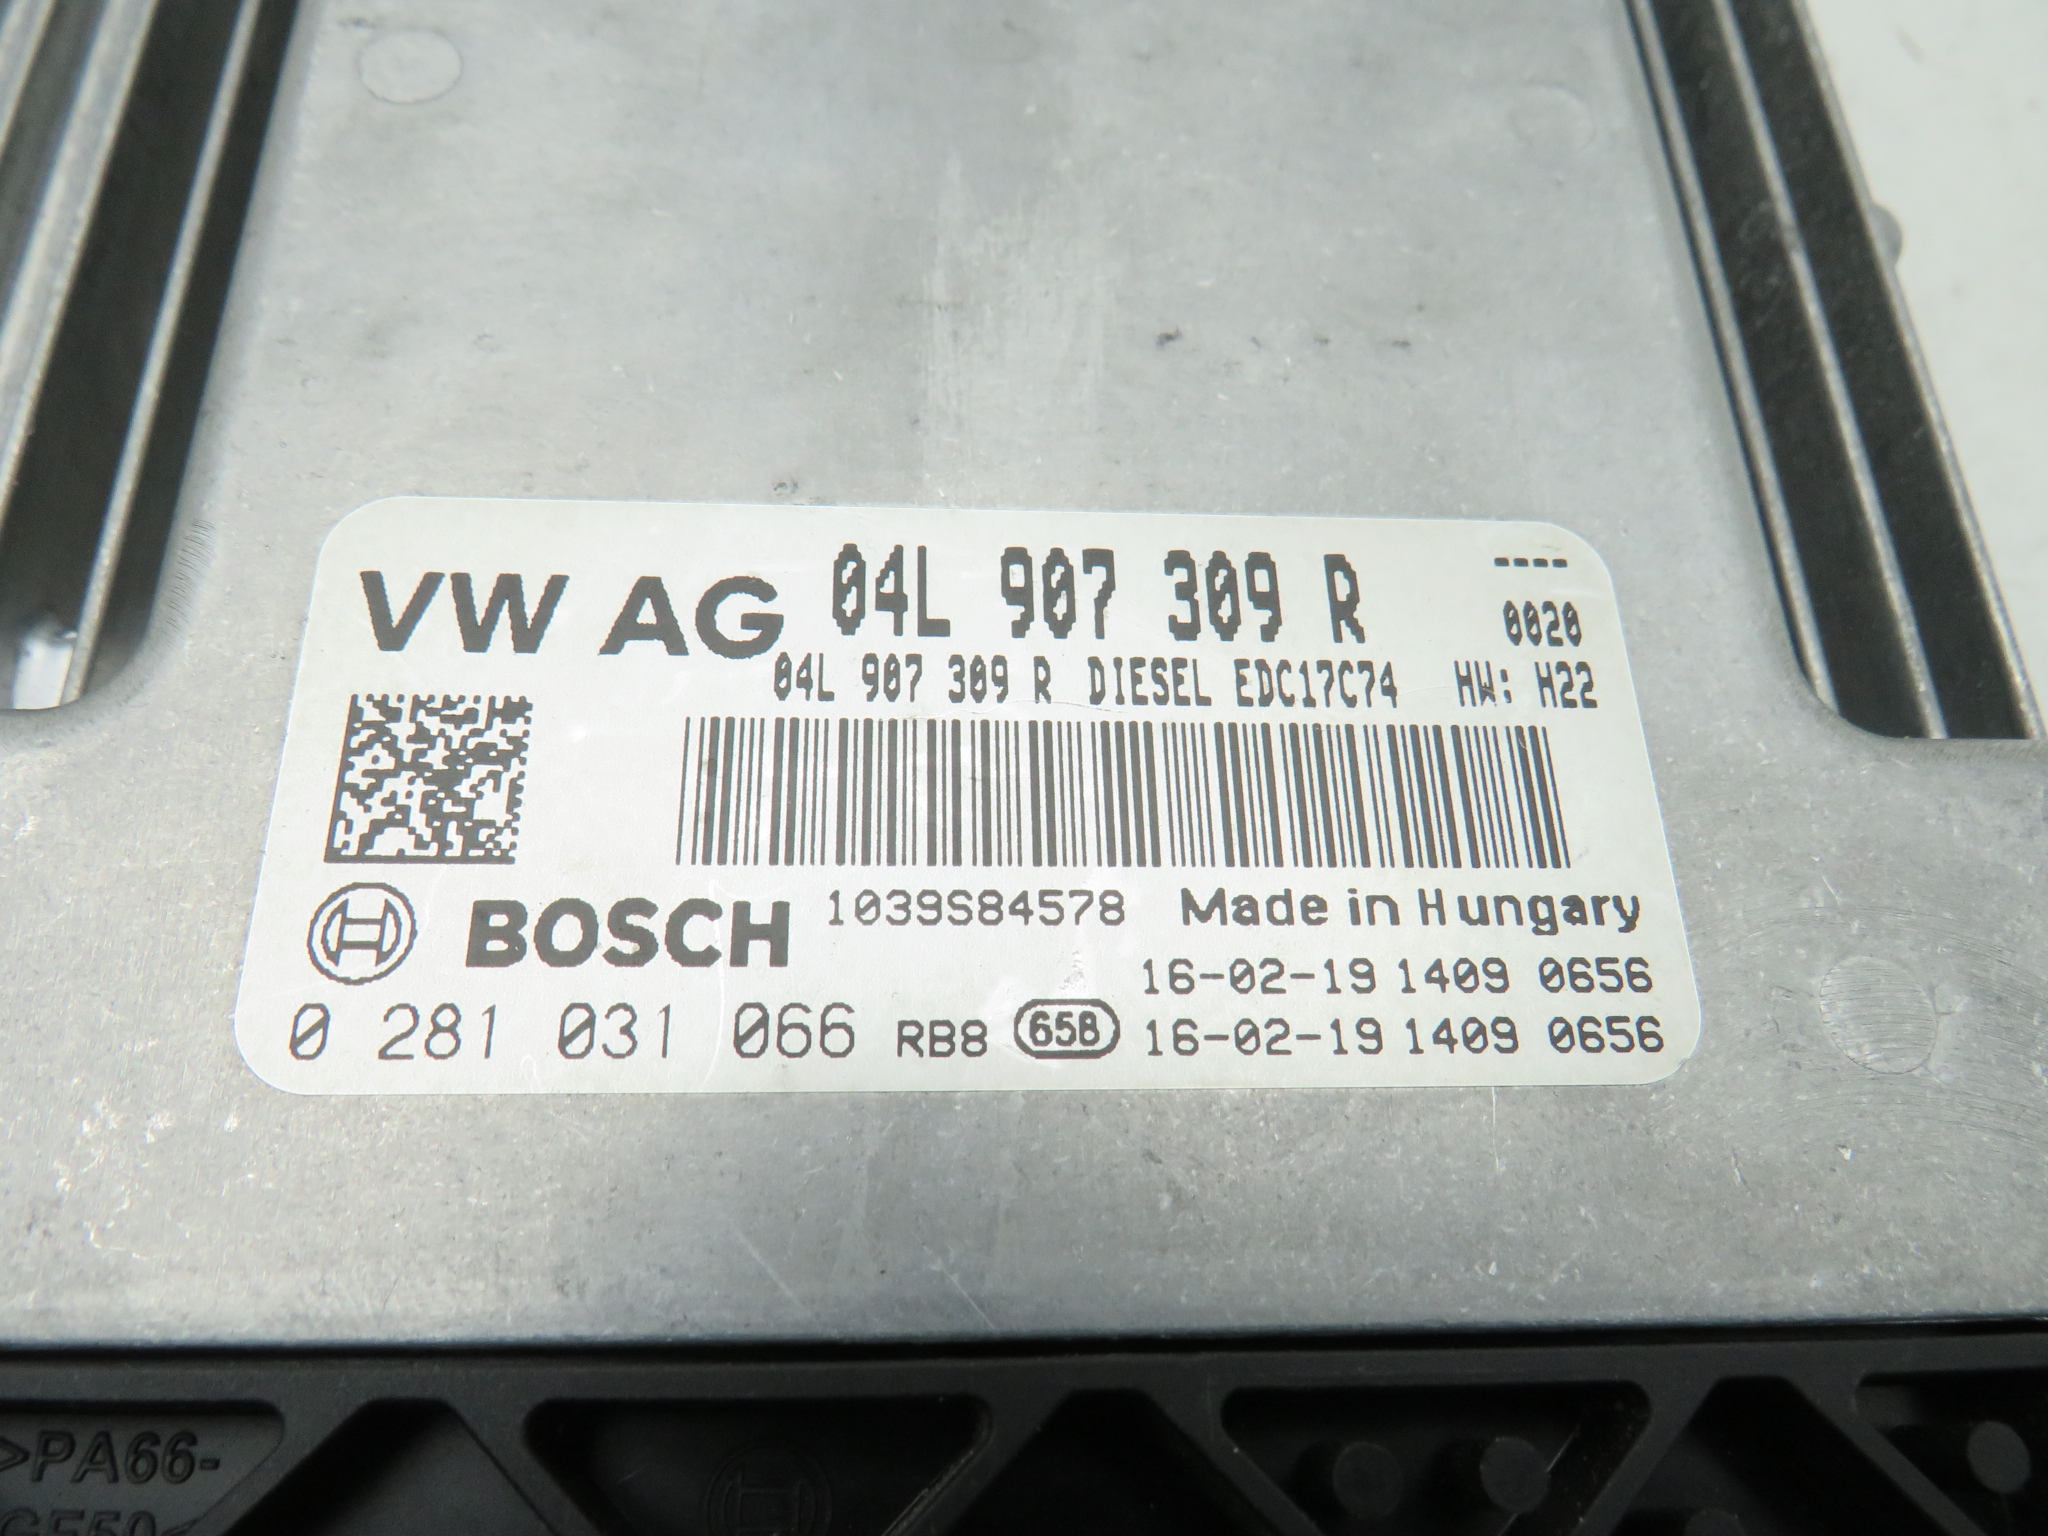 VW AG 04L 907 309 R ----
0020
04L 907 309 R DIESEL EDC17C74 HW: H22
BOSCH 1039S84578 Made in Hungary
16-02-19 1409 0656
0 281 031 066 RB8 658 16-02-19 1409 0656
>PA66-
GF50<